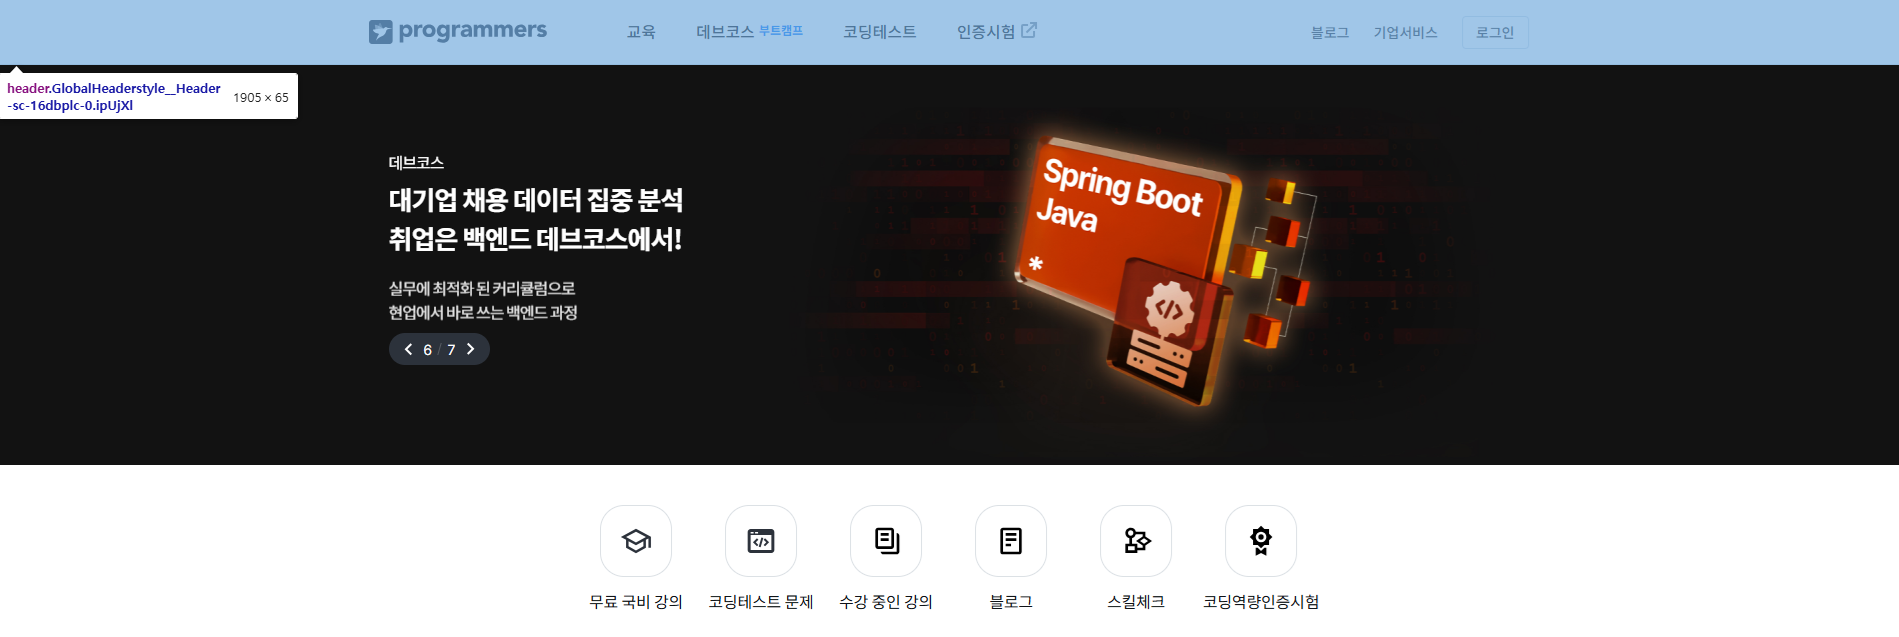 programmers 교육 데브코스 부트캠프 코딩테스트 인증시험 블로그 기업서비스 로그인
header.GlobalHeaderstyle__Header
-sc-16dbplc-0.ipUjXl 1905 × 65
데브코스
대기업 채용 데이터 집중 분석
취업은 백엔드 데브코스에서!
실무에 최적화 된 커리큘럼으로
현업에서 바로 쓰는 백엔드 과정
6 / 7
Spring Boot
Java
*
무료 국비 강의 코딩테스트 문제 수강 중인 강의 블로그 스킬체크 코딩역량인증시험